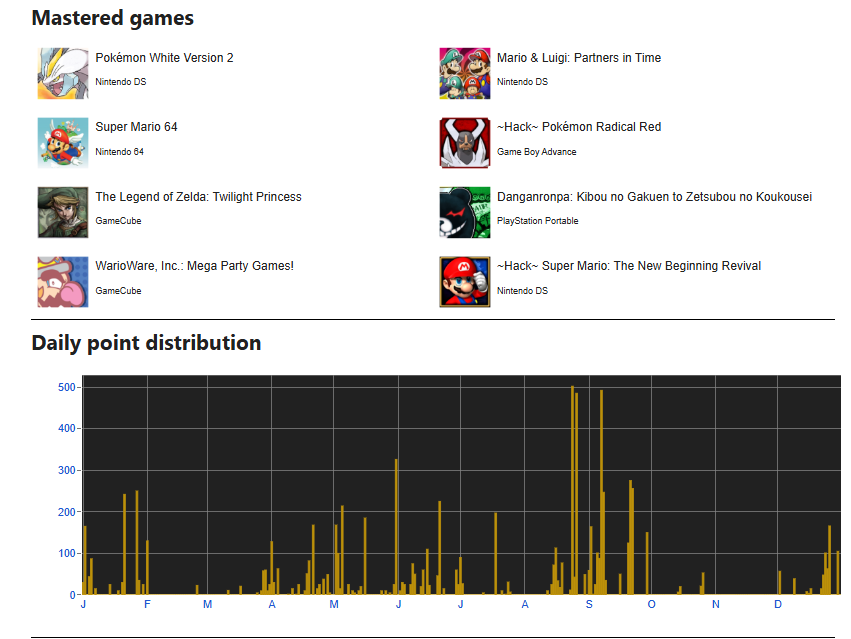 Mastered games
Pokémon White Version 2
Nintendo DS
Mario & Luigi: Partners in Time
Nintendo DS
Super Mario 64
Nintendo 64
~Hack~ Pokémon Radical Red
Game Boy Advance
The Legend of Zelda: Twilight Princess
GameCube
Danganronpa: Kibou no Gakuen to Zetsubou no Koukousei
PlayStation Portable
WarioWare, Inc.: Mega Party Games!
GameCube
~Hack~ Super Mario: The New Beginning Revival
Nintendo DS
Daily point distribution
500
400
300
200
100
0
J F M A M J J A S O N D